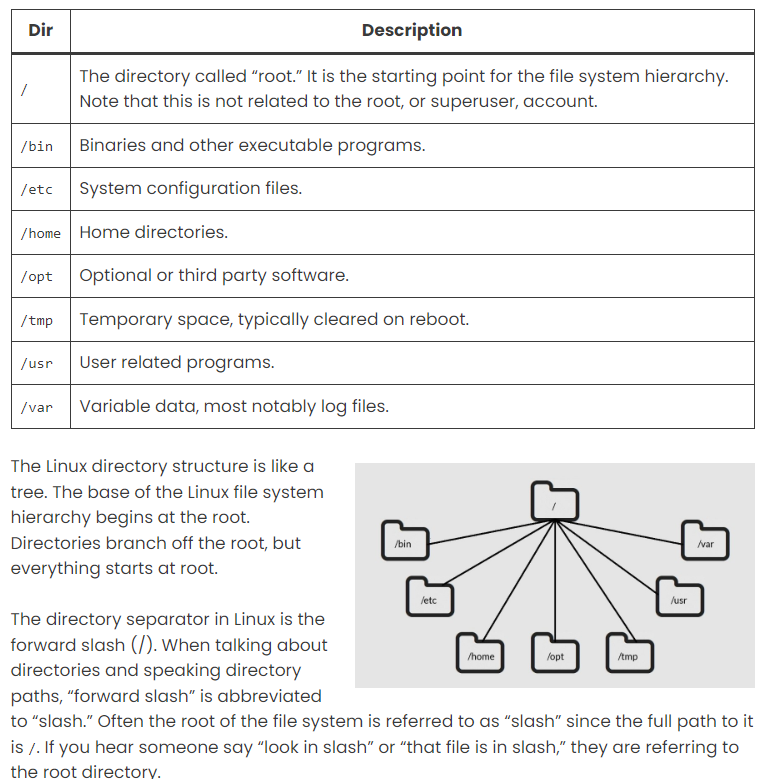 Dir Description
/ The directory called “root.” It is the starting point for the file system hierarchy.
Note that this is not related to the root, or superuser, account.
/bin Binaries and other executable programs.
/etc System configuration files.
/home Home directories.
/opt Optional or third party software.
/tmp Temporary space, typically cleared on reboot.
/usr User related programs.
/var Variable data, most notably log files.
The Linux directory structure is like a
tree. The base of the Linux file system
hierarchy begins at the root.
Directories branch off the root, but
everything starts at root.
The directory separator in Linux is the
forward slash (/). When talking about
directories and speaking directory
paths, “forward slash” is abbreviated
to “slash.” Often the root of the file system is referred to as “slash” since the full path to it
is /. If you hear someone say “look in slash” or “that file is in slash,” they are referring to
the root directory.
/
/bin
/var
/etc
/usr
/home
/opt
/tmp